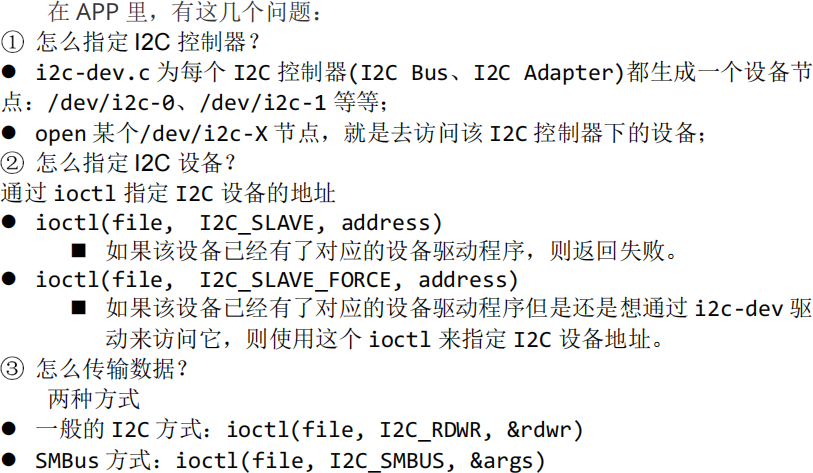 在 APP 里，有这几个问题：
① 怎么指定 I2C 控制器？
● i2c-dev.c 为每个 I2C 控制器(I2C Bus、I2C Adapter)都生成一个设备节
点：/dev/i2c-0、/dev/i2c-1 等等；
● open 某个/dev/i2c-X 节点，就是去访问该 I2C 控制器下的设备；
② 怎么指定 I2C 设备？
通过 ioctl 指定 I2C 设备的地址
● ioctl(file, I2C_SLAVE, address)
■ 如果该设备已经有了对应的设备驱动程序，则返回失败。
● ioctl(file, I2C_SLAVE_FORCE, address)
■ 如果该设备已经有了对应的设备驱动程序但是还是想通过 i2c-dev 驱
动来访问它，则使用这个 ioctl 来指定 I2C 设备地址。
③ 怎么传输数据？
两种方式
● 一般的 I2C 方式：ioctl(file, I2C_RDWR, &rdwr)
● SMBus 方式：ioctl(file, I2C_SMBUS, &args)